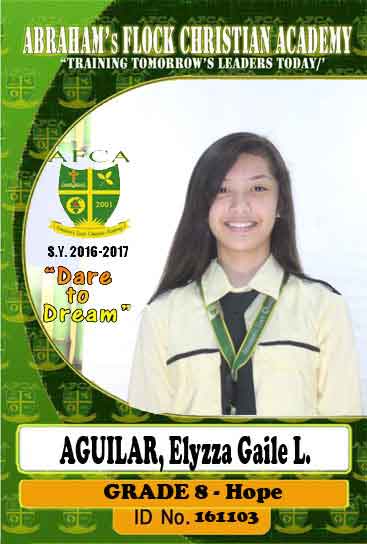 ABRAHAM's FLOCK CHRISTIAN ACADEMY
“TRAINING TOMORROW'S LEADERS TODAY!'
AFCA
2001
S.Y. 2016-2017
“Dare
to
Dream”
AGUILAR, Elyzza Gaile L.
GRADE 8 - Hope
ID No. 161103